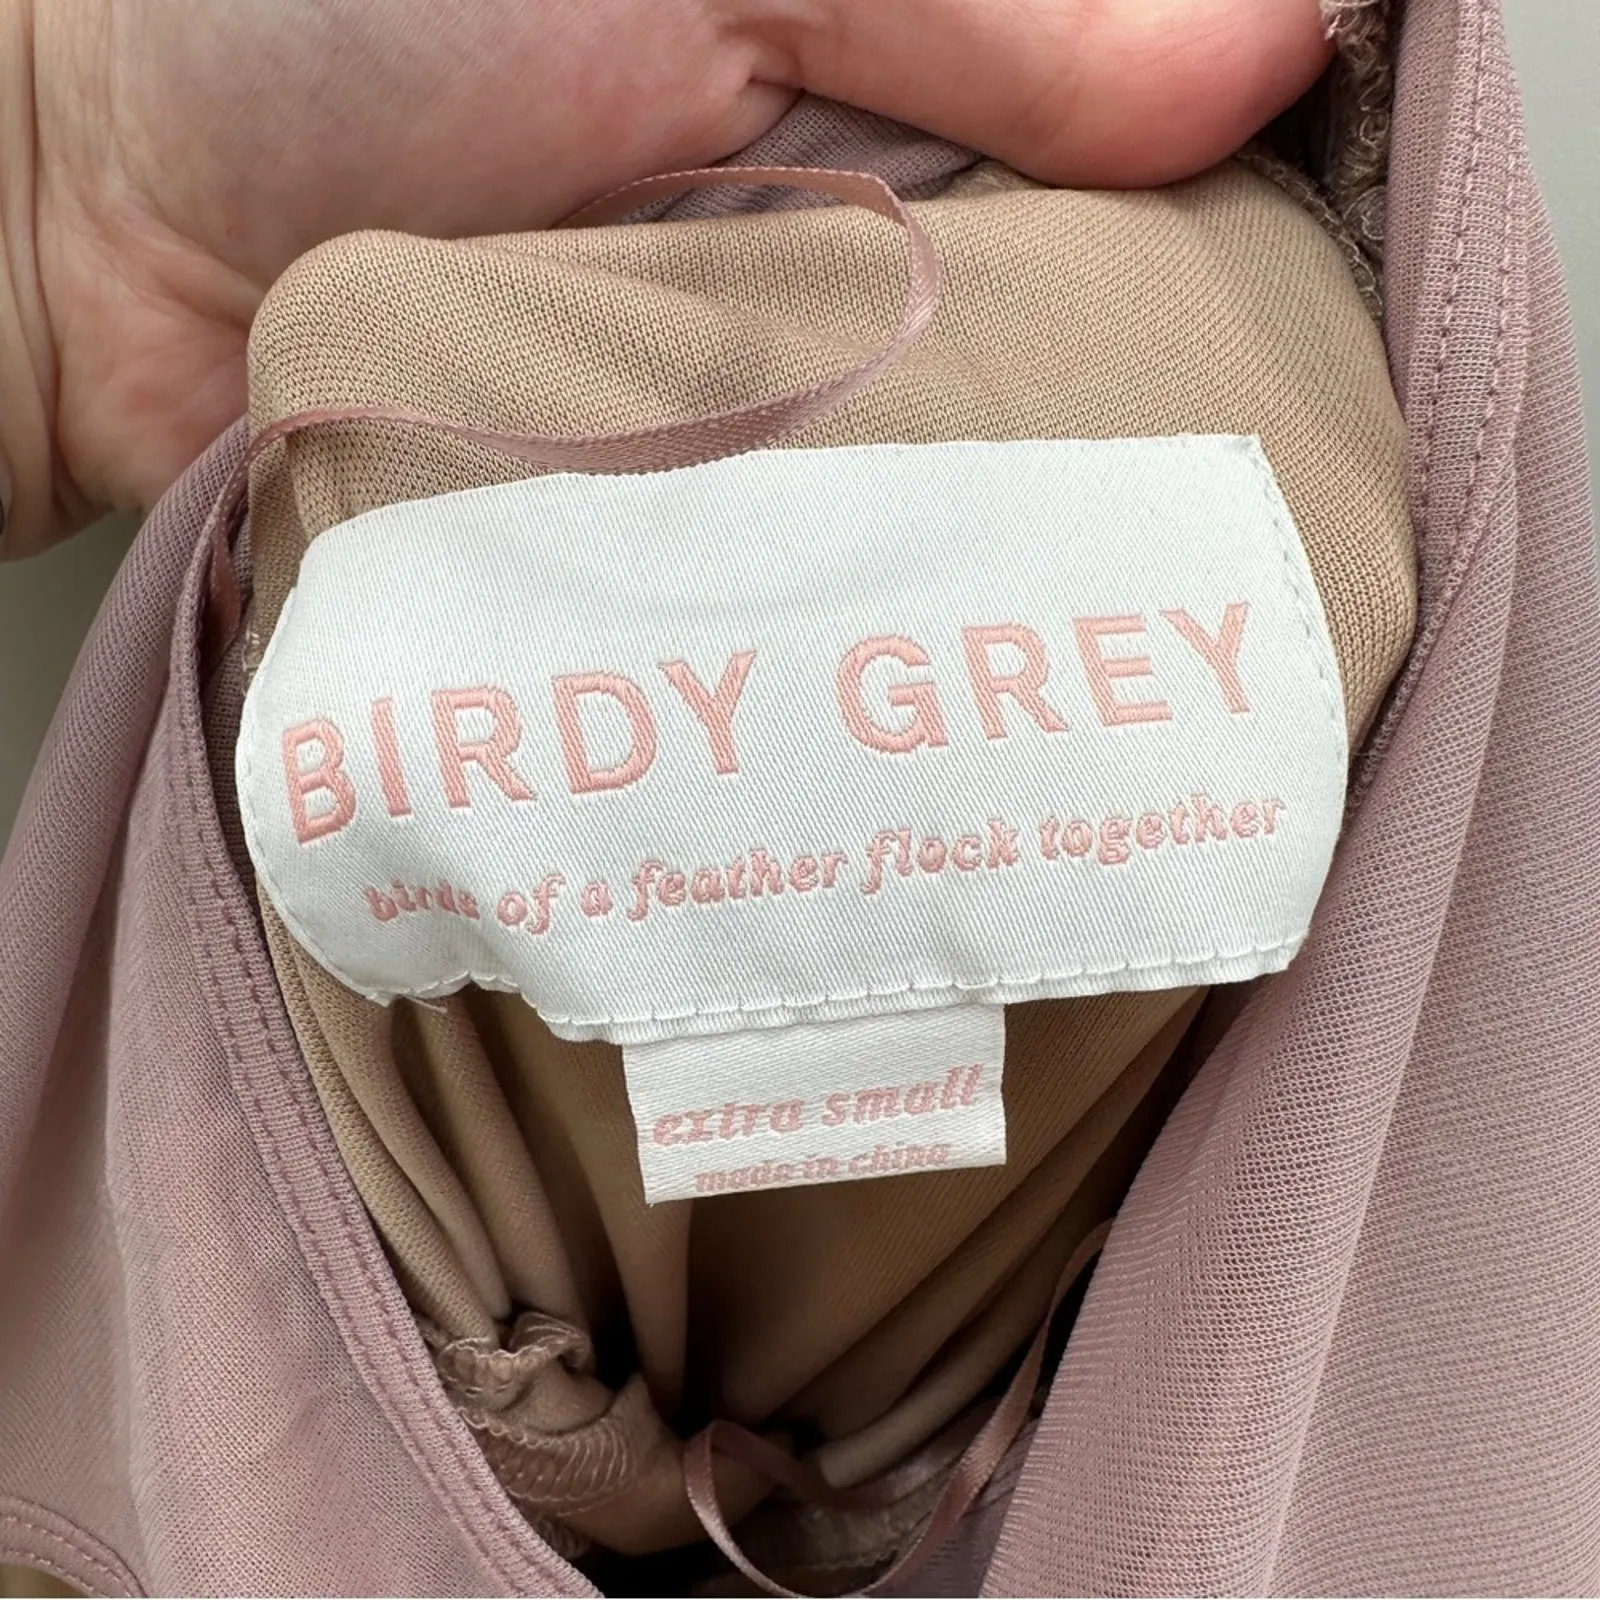 BIRDY GREY
birds of a feather flock together
extra small
made in china